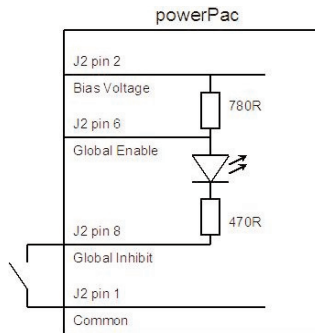 powerPac
J2 pin 2
Bias Voltage
780R
J2 pin 6
Global Enable
470R
J2 pin 8
Global Inhibit
J2 pin 1
Common